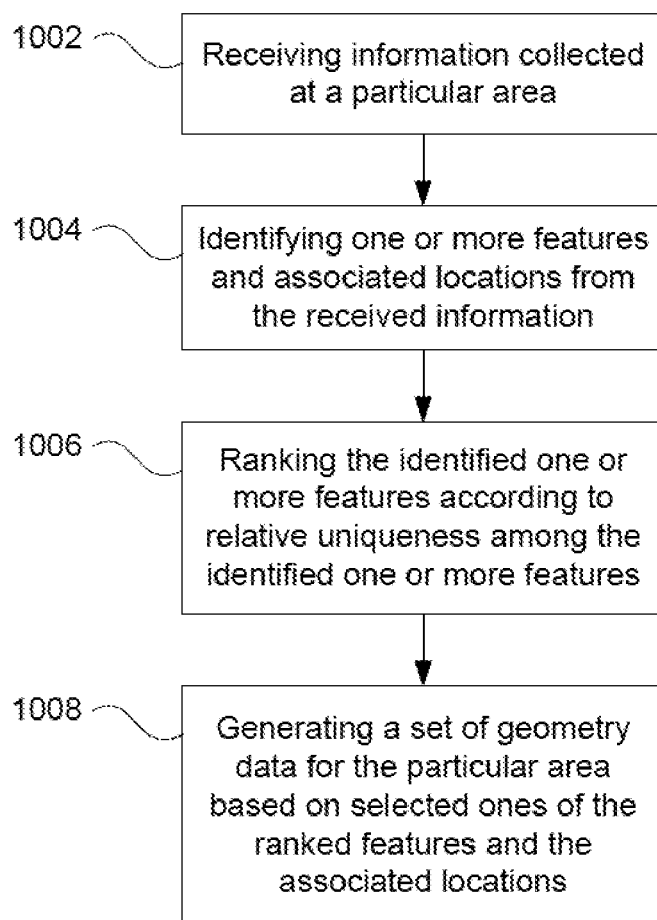 1002
Receiving information collected
at a particular area
1004
Identifying one or more features
and associated locations from
the received information
1006
Ranking the identified one or
more features according to
relative uniqueness among the
identified one or more features
1008
Generating a set of geometry
data for the particular area
based on selected ones of the
ranked features and the
associated locations